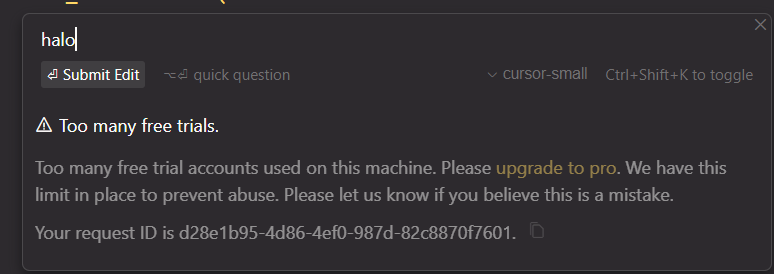 halo
⏎ Submit Edit ⌥⏎ quick question cursor-small Ctrl+Shift+K to toggle
⚠ Too many free trials.
Too many free trial accounts used on this machine. Please upgrade to pro. We have this
limit in place to prevent abuse. Please let us know if you believe this is a mistake.
Your request ID is d28e1b95-4d86-4ef0-987d-82c8870f7601.